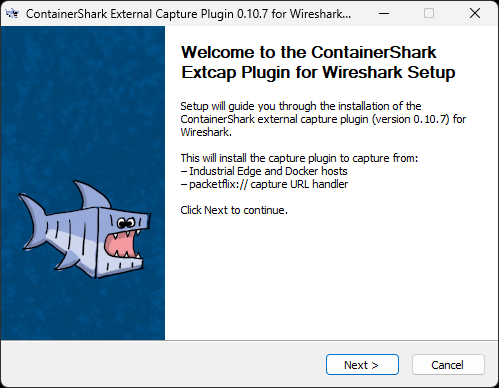 ContainerShark External Capture Plugin 0.10.7 for Wireshark...
Welcome to the ContainerShark
Extcap Plugin for Wireshark Setup
Setup will guide you through the installation of the
ContainerShark external capture plugin (version 0.10.7) for
Wireshark.
This will install the capture plugin to capture from:
– Industrial Edge and Docker hosts
– packetflix:// capture URL handler
Click Next to continue.
Next >
Cancel